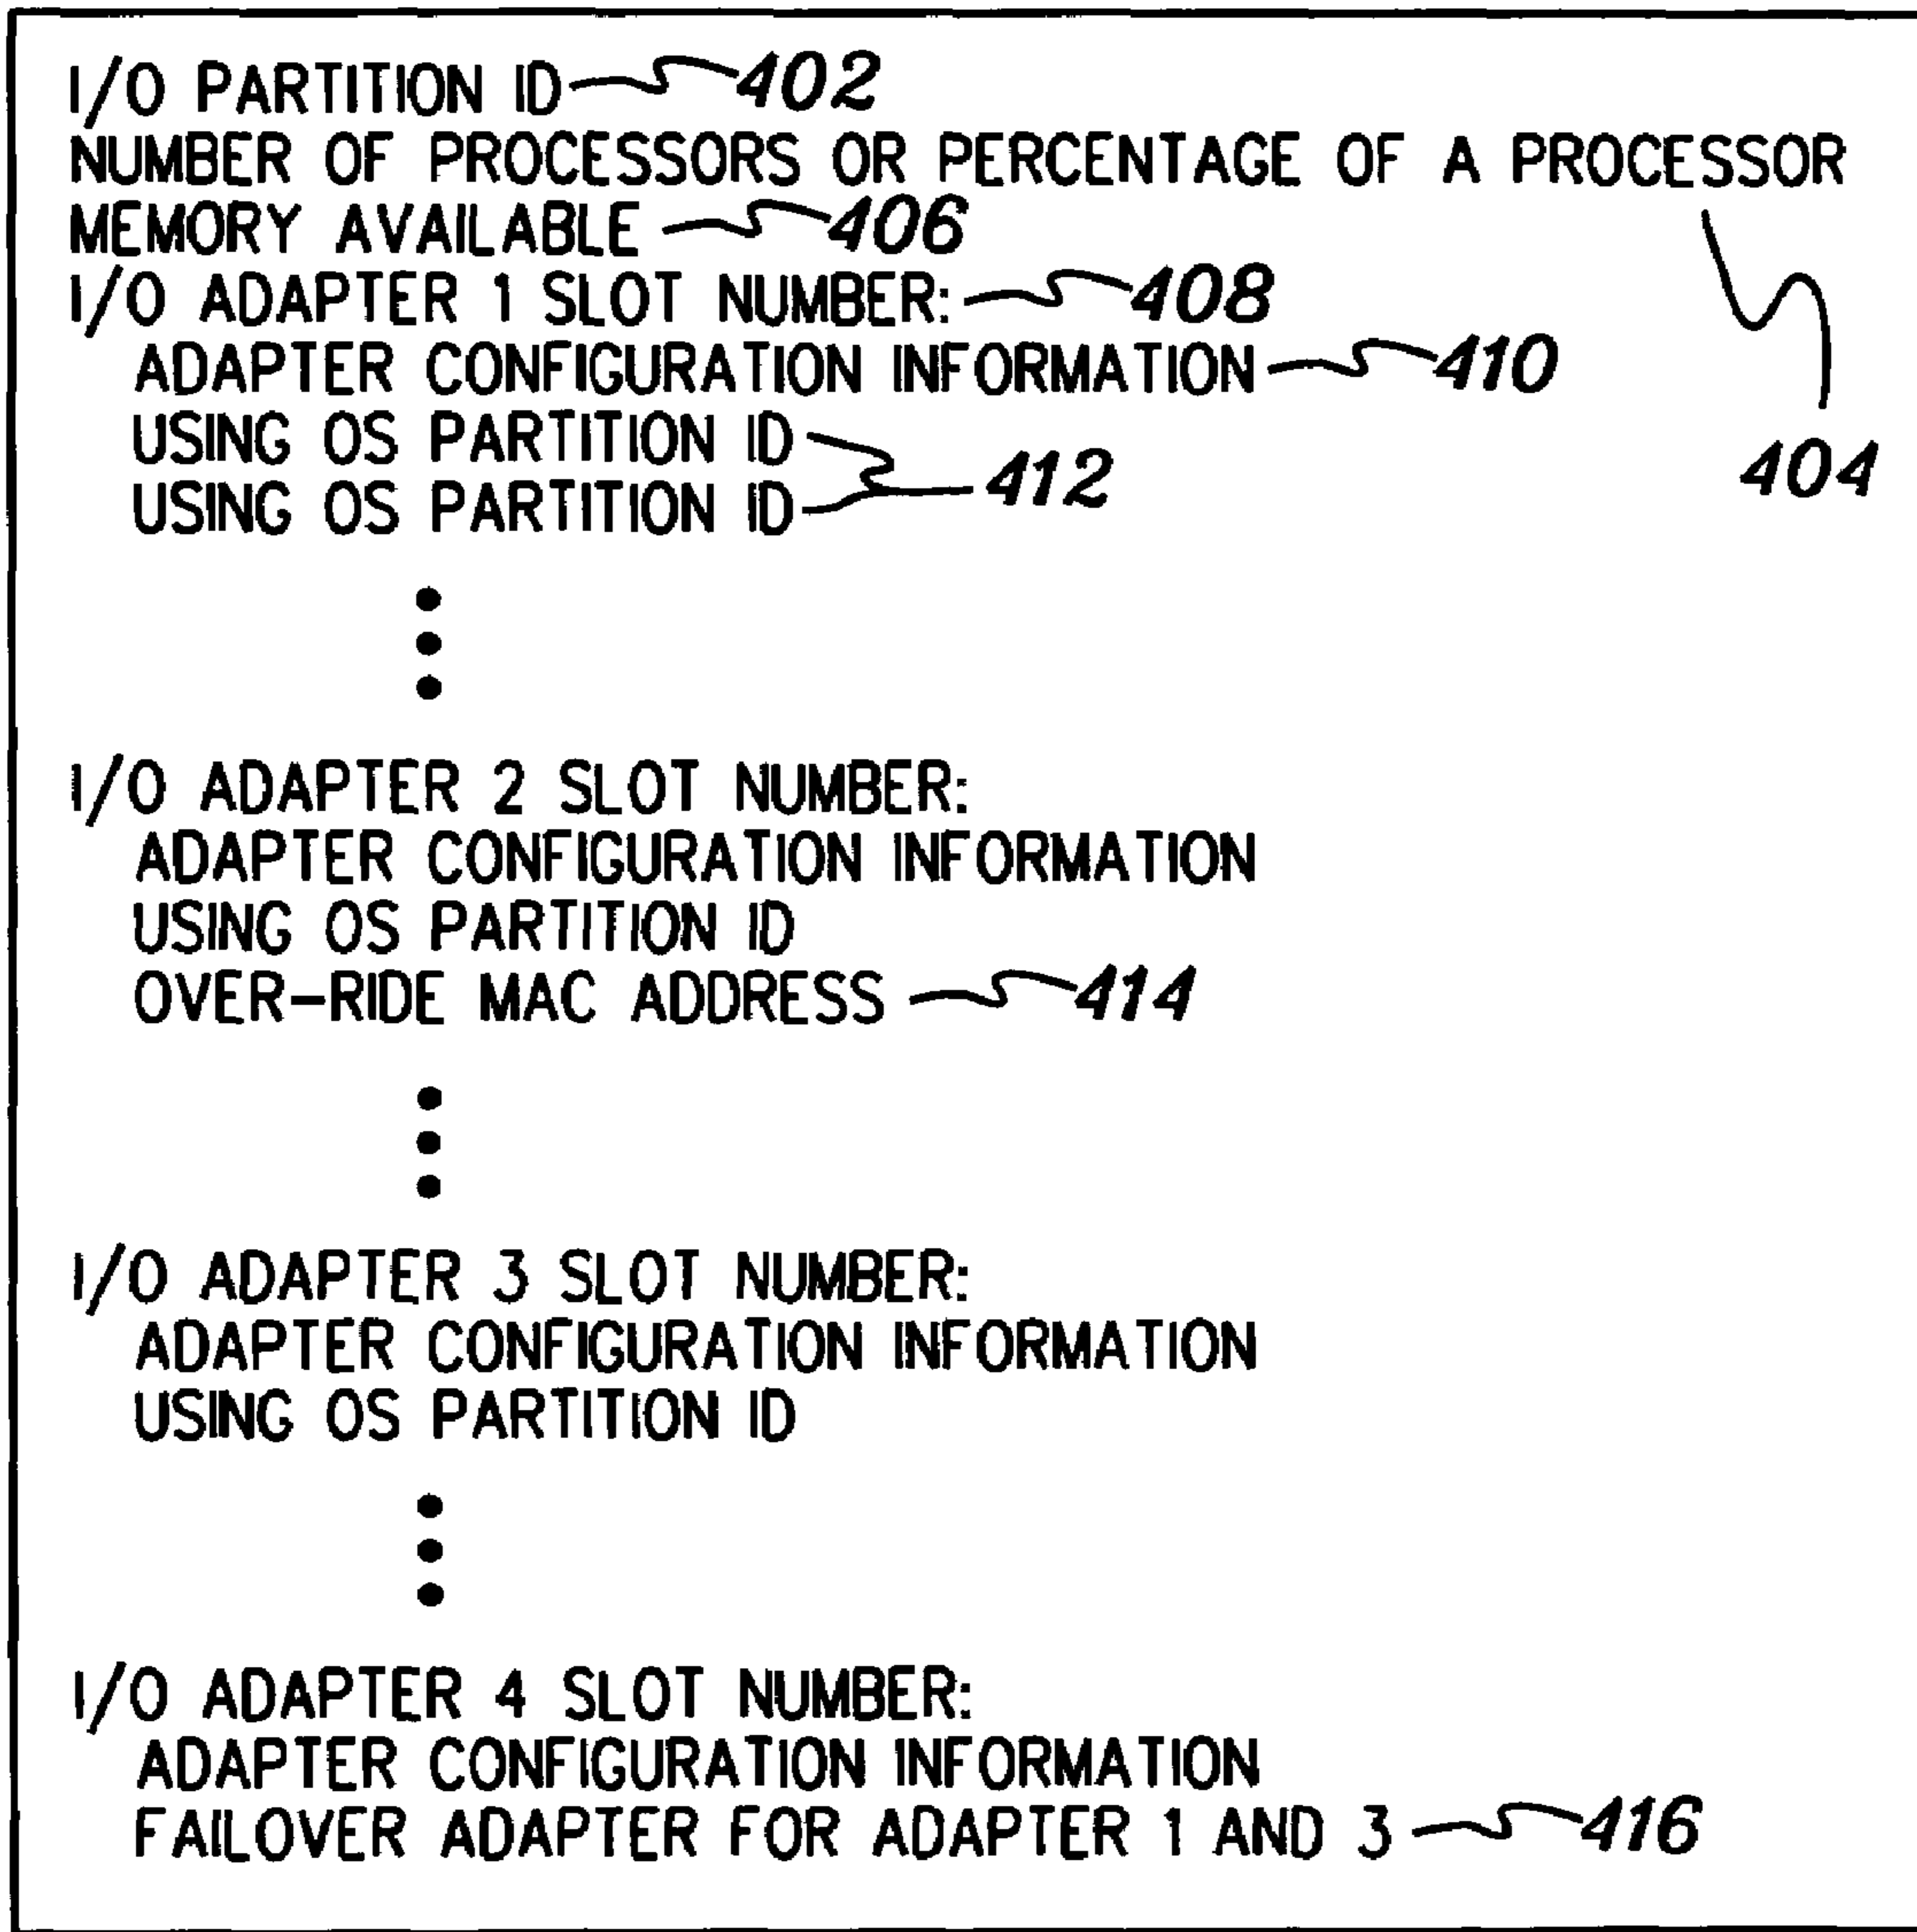 I/O PARTITION ID 402
NUMBER OF PROCESSORS OR PERCENTAGE OF A PROCESSOR
MEMORY AVAILABLE 406
I/O ADAPTER 1 SLOT NUMBER: 408
ADAPTER CONFIGURATION INFORMATION 410
USING OS PARTITION ID
412
404
USING OS PARTITION ID
I/O ADAPTER 2 SLOT NUMBER:
ADAPTER CONFIGURATION INFORMATION
USING OS PARTITION ID
OVER-RIDE MAC ADDRESS 414
I/O ADAPTER 3 SLOT NUMBER:
ADAPTER CONFIGURATION INFORMATION
USING OS PARTITION ID
I/O ADAPTER 4 SLOT NUMBER:
ADAPTER CONFIGURATION INFORMATION
FAILOVER ADAPTER FOR ADAPTER 1 AND 3 416